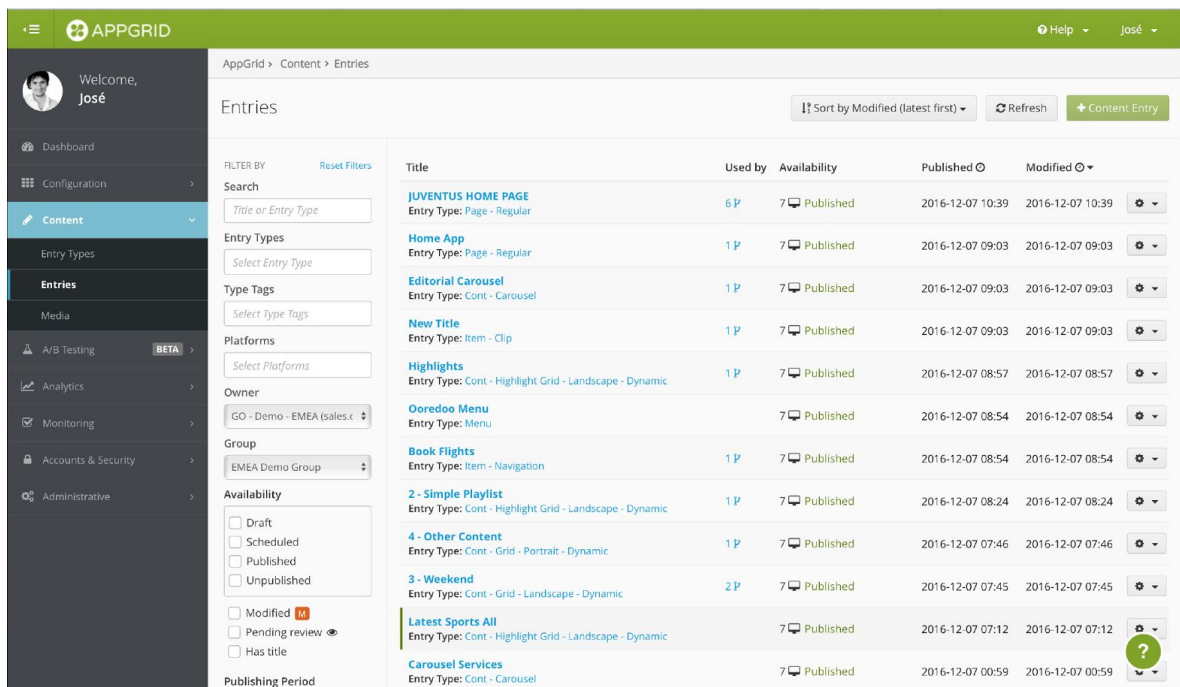 APPGRID
Help
José
Welcome,
José
Dashboard
Configuration
Content
Entry Types
Entries
Media
A/B Testing BETA
Analytics
Monitoring
Accounts & Security
Administrative
AppGrid > Content > Entries
Entries
Sort by Modified (latest first)
Refresh
+ Content Entry
FILTER BY Reset Filters
Search
Title or Entry Type
Entry Types
Select Entry Type
Type Tags
Select Type Tags
Platforms
Select Platforms
Owner
GO - Demo - EMEA (sales.c
Group
EMEA Demo Group
Availability
Draft
Scheduled
Published
Unpublished
Modified M
Pending review
Has title
Publishing Period
Title Used by Availability Published Modified
JUVENTUS HOME PAGE 6 7 Published 2016-12-07 10:39 2016-12-07 10:39
Entry Type: Page - Regular
Home App 1 7 Published 2016-12-07 09:03 2016-12-07 09:03
Entry Type: Page - Regular
Editorial Carousel 1 7 Published 2016-12-07 09:03 2016-12-07 09:03
Entry Type: Cont - Carousel
New Title 1 7 Published 2016-12-07 09:03 2016-12-07 09:03
Entry Type: Item - Clip
Highlights 1 7 Published 2016-12-07 08:57 2016-12-07 08:57
Entry Type: Cont - Highlight Grid - Landscape - Dynamic
Ooredoo Menu 7 Published 2016-12-07 08:54 2016-12-07 08:54
Entry Type: Menu
Book Flights 1 7 Published 2016-12-07 08:54 2016-12-07 08:54
Entry Type: Item - Navigation
2 - Simple Playlist 1 7 Published 2016-12-07 08:24 2016-12-07 08:24
Entry Type: Cont - Highlight Grid - Landscape - Dynamic
4 - Other Content 1 7 Published 2016-12-07 07:46 2016-12-07 07:46
Entry Type: Cont - Grid - Portrait - Dynamic
3 - Weekend 2 7 Published 2016-12-07 07:45 2016-12-07 07:45
Entry Type: Cont - Grid - Landscape - Dynamic
Latest Sports All 7 Published 2016-12-07 07:12 2016-12-07 07:12
Entry Type: Cont - Highlight Grid - Landscape - Dynamic
Carousel Services 7 Published 2016-12-07 00:59 2016-12-07 00:59
Entry Type: Cont - Carousel
?